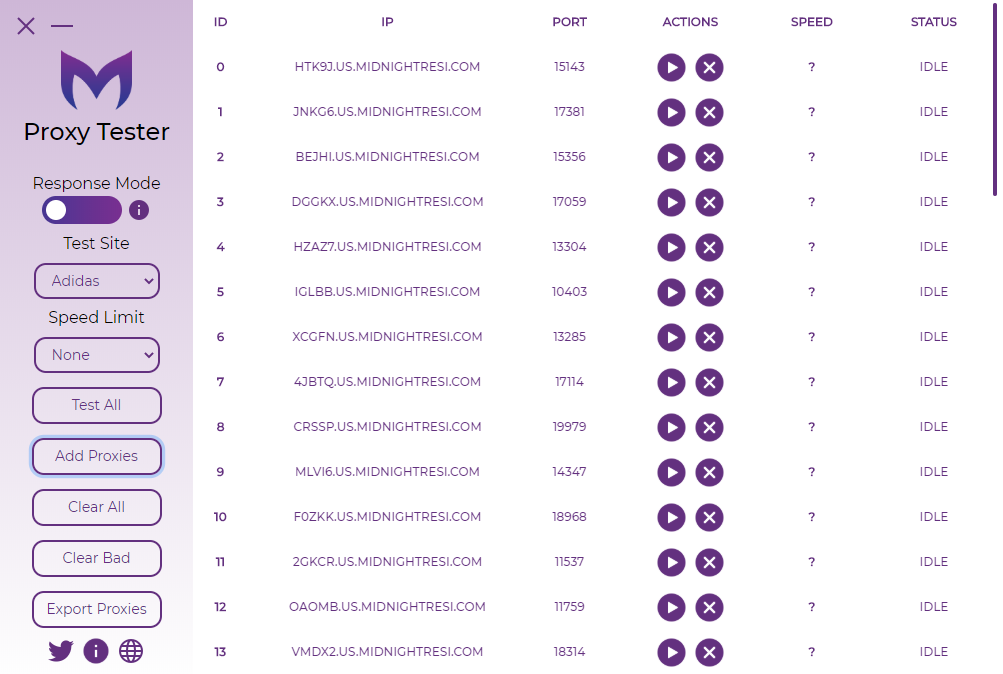 Proxy Tester
Response Mode
i
Test Site
Adidas
Speed Limit
None
Test All
Add Proxies
Clear All
Clear Bad
Export Proxies
i
ID IP PORT ACTIONS SPEED STATUS
0 HTK9J.US.MIDNIGHTRESI.COM 15143 ? IDLE
1 JNKG6.US.MIDNIGHTRESI.COM 17381 ? IDLE
2 BEJHI.US.MIDNIGHTRESI.COM 15356 ? IDLE
3 DGGKX.US.MIDNIGHTRESI.COM 17059 ? IDLE
4 HZAZ7.US.MIDNIGHTRESI.COM 13304 ? IDLE
5 IGLBB.US.MIDNIGHTRESI.COM 10403 ? IDLE
6 XCGFN.US.MIDNIGHTRESI.COM 13285 ? IDLE
7 4JBTQ.US.MIDNIGHTRESI.COM 17114 ? IDLE
8 CRSSP.US.MIDNIGHTRESI.COM 19979 ? IDLE
9 MLVI6.US.MIDNIGHTRESI.COM 14347 ? IDLE
10 F0ZKK.US.MIDNIGHTRESI.COM 18968 ? IDLE
11 2GKCR.US.MIDNIGHTRESI.COM 11537 ? IDLE
12 OAOMB.US.MIDNIGHTRESI.COM 11759 ? IDLE
13 VMDX2.US.MIDNIGHTRESI.COM 18314 ? IDLE